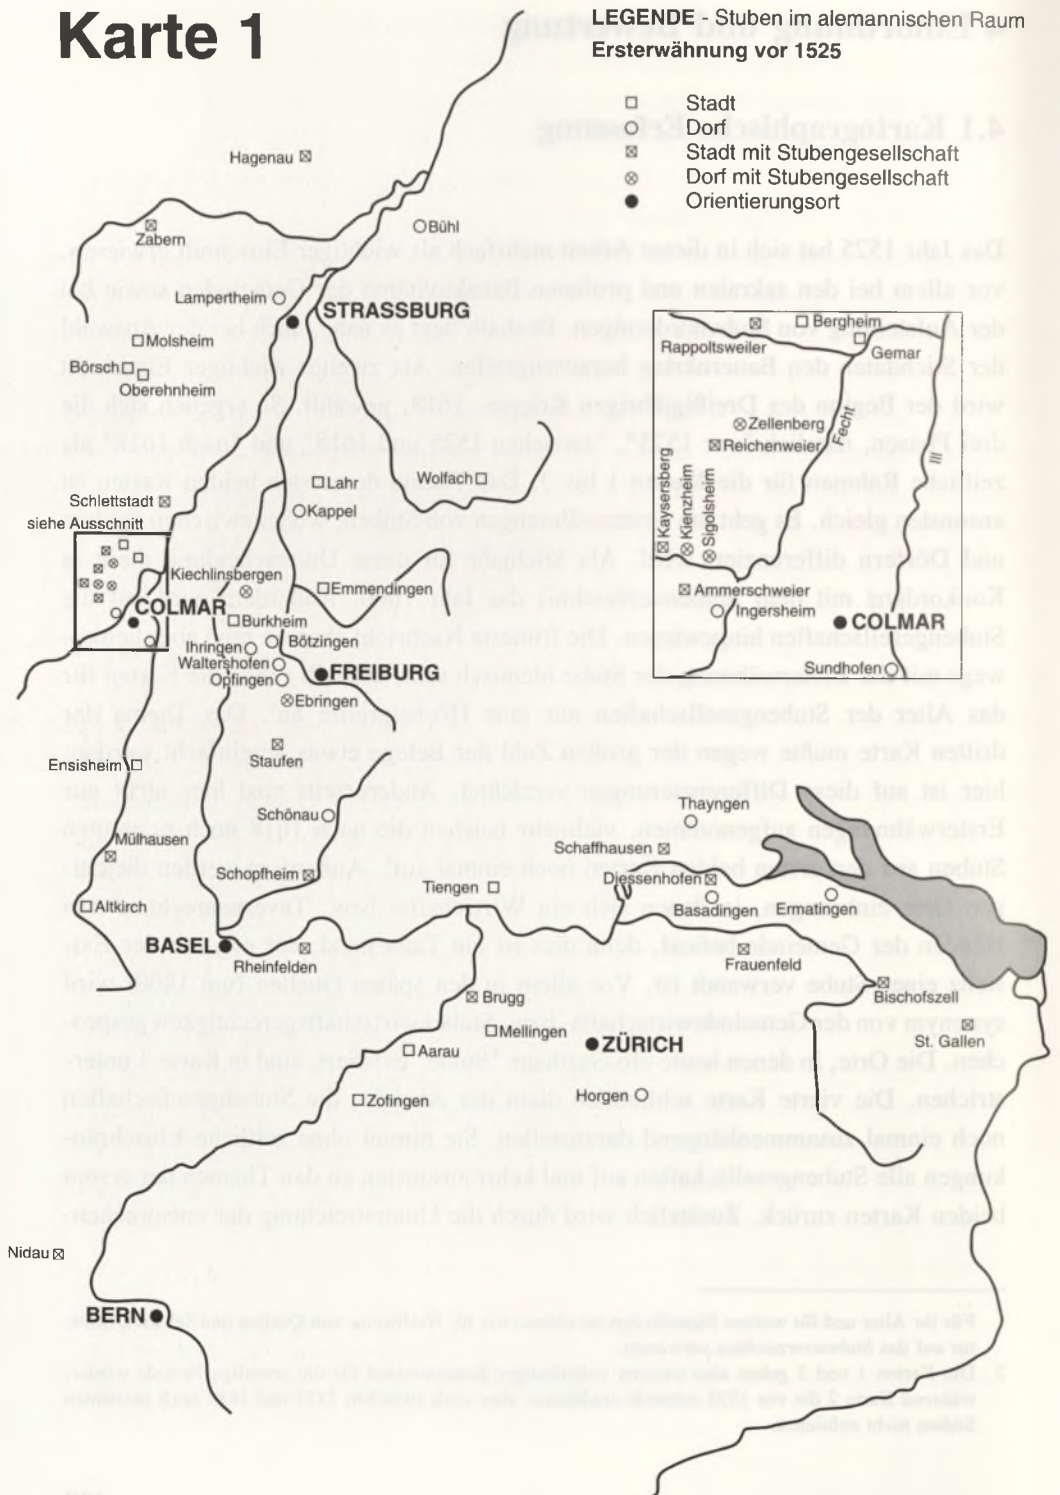 Karte 1
LEGENDE - Stuben im alemannischen Raum
Ersterwähnung vor 1525
Stadt
Dorf
Stadt mit Stubengesellschaft
Dorf mit Stubengesellschaft
Orientierungsort
Hagenau
Zabern
Bühl
Lampertheim
STRASSBURG
Molsheim
Börsch
Oberehnheim
Bergheim
Rappoltsweiler
Gemar
Zellenberg
Fecht
Reichenweier
Ill
Kaysersberg
Kienzheim
Sigolsheim
Ammerschweier
Ingersheim
COLMAR
Sundhofen
Lahr
Wolfach
Schlettstadt
Kappel
siehe Ausschnitt
Kiechlinsbergen
Emmendingen
COLMAR
Burkheim
Ihringen
Bötzingen
Waltershofen
Opfingen
FREIBURG
Ebringen
Staufen
Ensisheim
Schönau
Thayngen
Mülhausen
Schaffhausen
Schopfheim
Diessenhofen
Tiengen
Altkirch
Basadingen
Ermatingen
BASEL
Rheinfelden
Frauenfeld
Brugg
Bischofszell
Mellingen
St. Gallen
ZÜRICH
Aarau
Zofingen
Horgen
Nidau
BERN